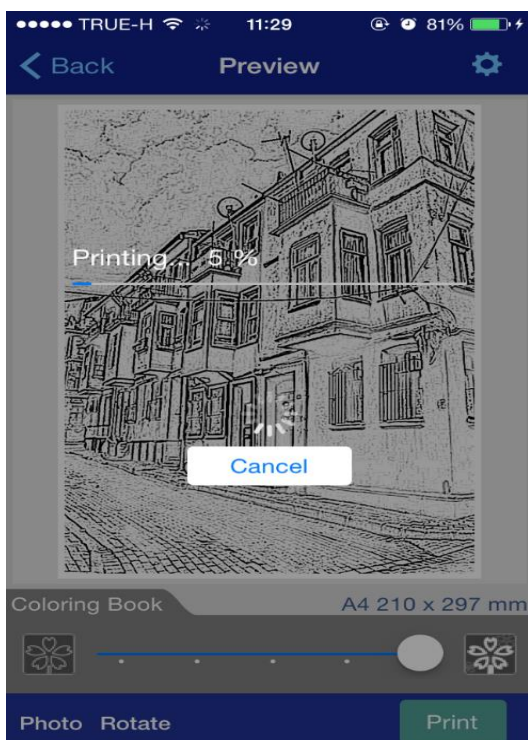 TRUE-H 11:29 81%
Back Preview
Printing... 5 %
Cancel
Coloring Book A4 210 x 297 mm
Photo Rotate Print